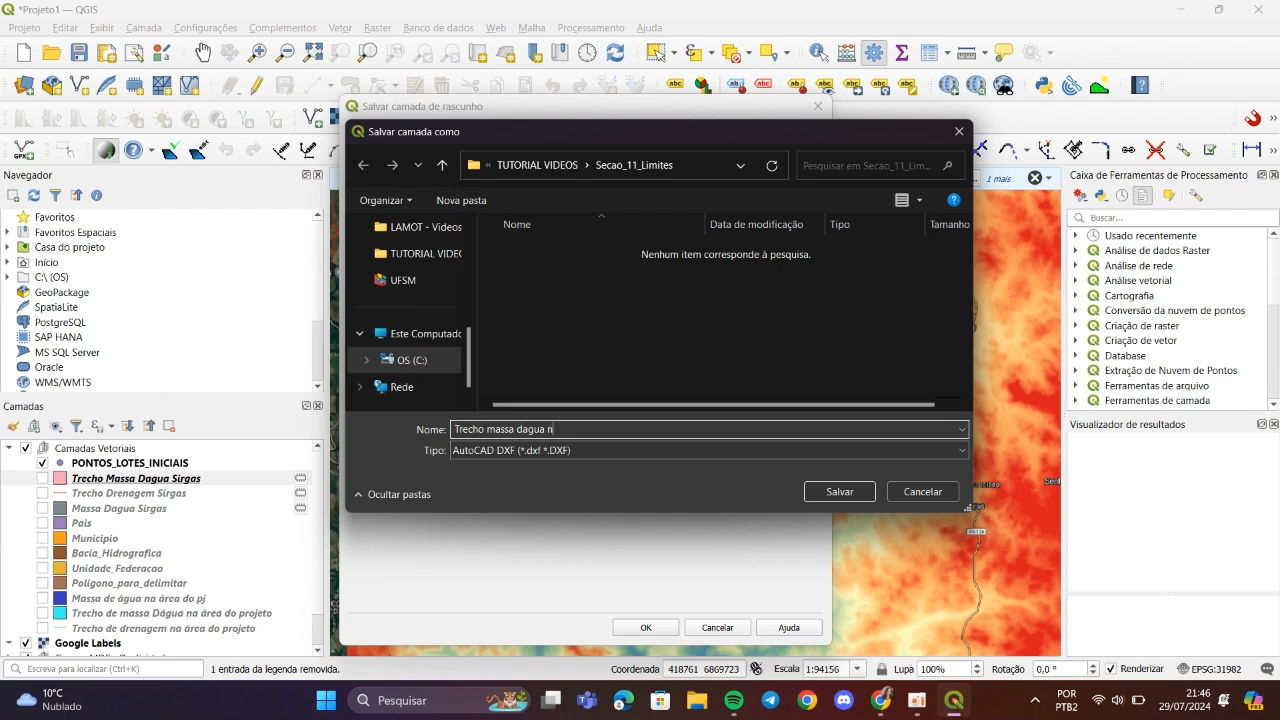 *Projeto1 — QGIS
Projeto Editar Exibir Camada Configurações Complementos Vetor Raster Banco de dados Web Malha Processamento Ajuda
Salvar camada de rascunho
Salvar camada como
TUTORIAL VIDEOS > Secao_11_Limites
Pesquisar em Secao_11_Lim...
1 mais
Navegador
Caixa de Ferramentas de Processamento
Organizar Nova pasta
Favoritos
Favoritos Espaciais
Casa do projeto
Início
C:\ (OS)
GeoPackage
SpatiaLite
PostgreSQL
SAP HANA
MS SQL Server
Oracle
WMS/WMTS
LAMOT - Videos
TUTORIAL VIDEO
UFSM
Este Computado
OS (C:)
Rede
Nome Data de modificação Tipo Tamanho
Nenhum item corresponde à pesquisa.
Buscar...
Usado recentemente
Análise de dados Raster
Análise de rede
Análise vetorial
Cartografia
Conversão da nuvem de pontos
Criação de raster
Criação de vetor
Database
Extração de Nuvem de Pontos
Ferramentas de arquivo
Ferramentas de camada
Camadas
Nome: Trecho massa dagua n
Tipo: AutoCAD DXF (*.dxf *.DXF)
Ocultar pastas
Salvar Cancelar
Visualizador de resultados
Camadas Vetoriais
PONTOS_LOTES_INICIAIS
Trecho Massa Dagua Sirgas
Trecho Drenagem Sirgas
Massa Dagua Sirgas
Pais
Municipio
Bacia_Hidrografica
Unidade_Federacao
Poligono_para_delimitar
Massa de água na área do pj
Trecho de massa Dágua na área do projeto
Trecho de drenagem na área do projeto
Google Labels
OK Cancelar Ajuda
Escreva para localizar (Ctrl+K) 1 entrada da legenda removida. Coordenada 418761 6869723 Escala 1:94156 Lupa 100% Rotação 0,0 ° Renderizar EPSG:31982
10°C
Nublado
Pesquisar
POR
PTB2
21:46
29/07/2024